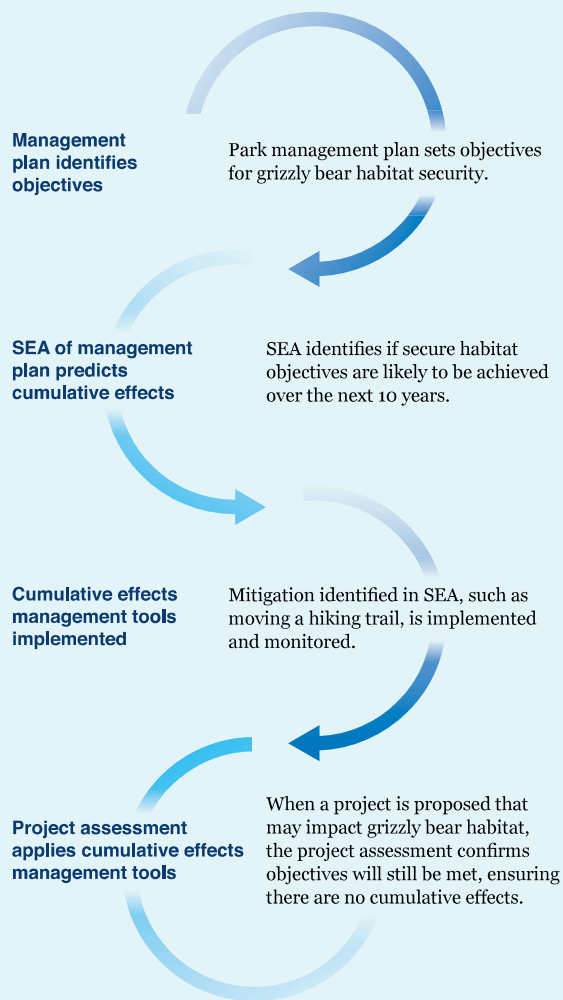 Management
plan identifies
objectives
Park management plan sets objectives
for grizzly bear habitat security.
SEA of management
plan predicts
cumulative effects
SEA identifies if secure habitat
objectives are likely to be achieved
over the next 10 years.
Cumulative effects
management tools
implemented
Mitigation identified in SEA, such as
moving a hiking trail, is implemented
and monitored.
Project assessment
applies cumulative effects
management tools
When a project is proposed that
may impact grizzly bear habitat,
the project assessment confirms
objectives will still be met, ensuring
there are no cumulative effects.